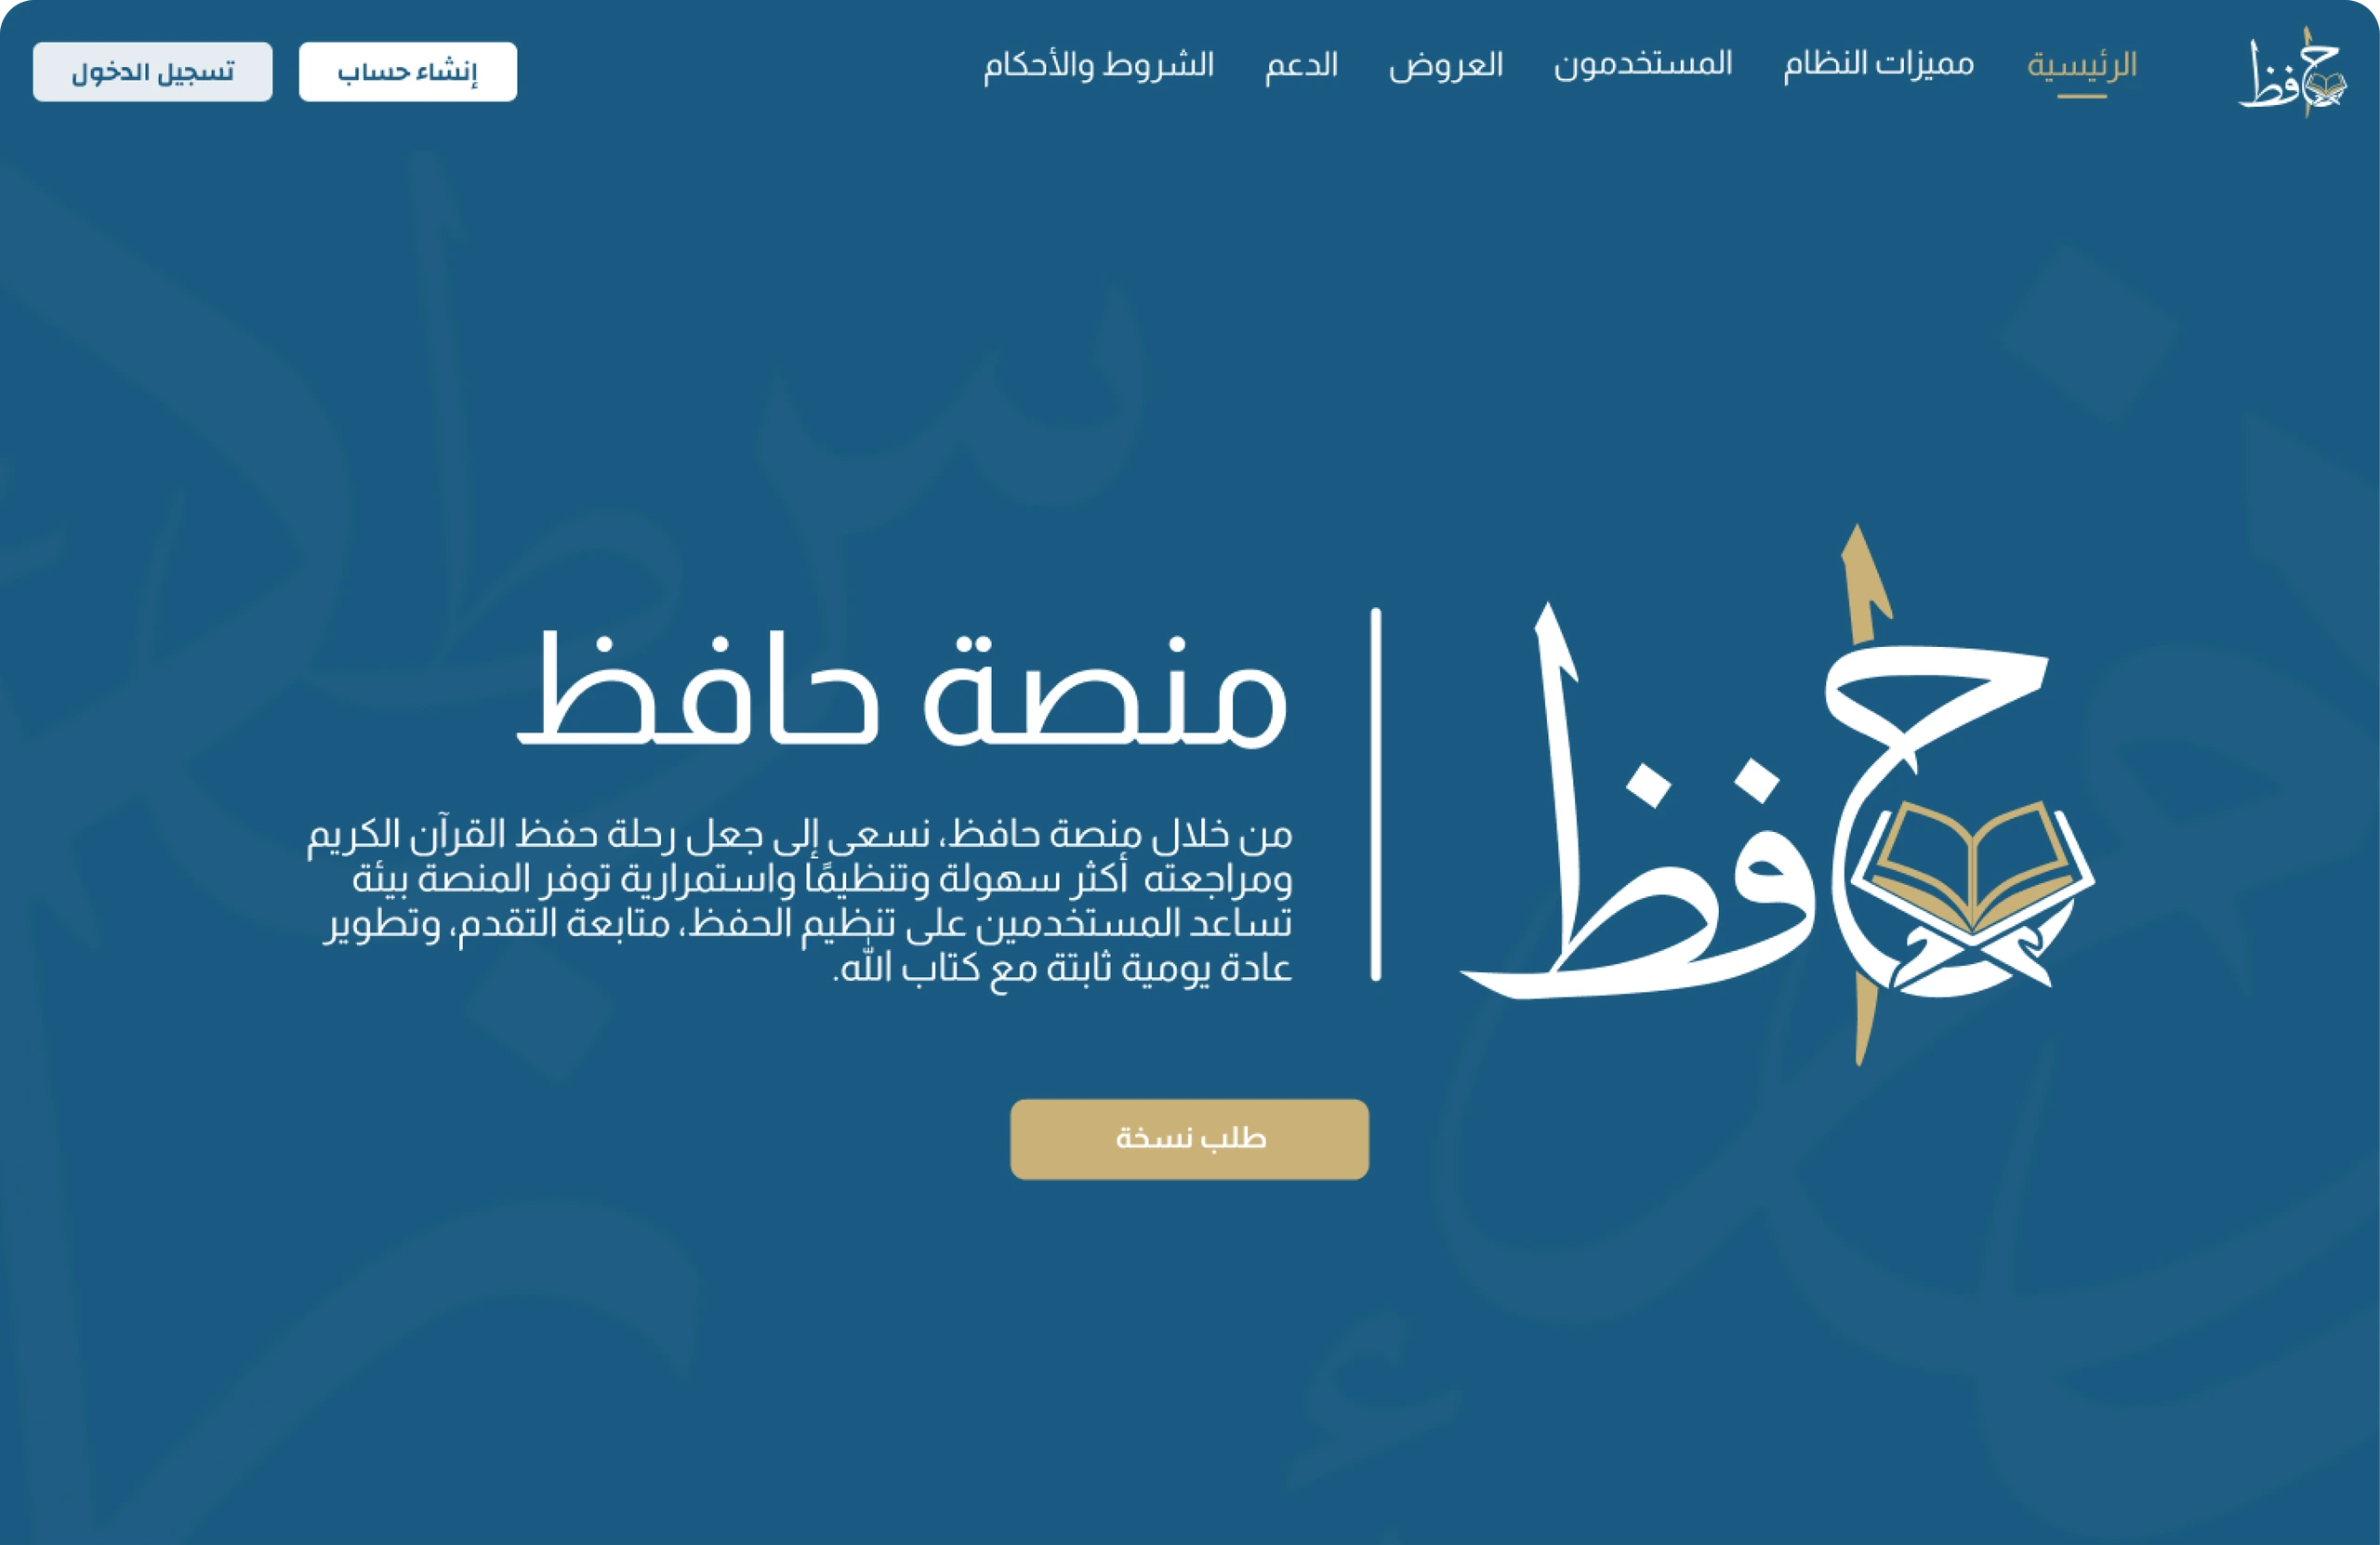 حافظ
الرئيسية
مميزات النظام
المستخدمون
العروض
الدعم
الشروط والأحكام
إنشاء حساب
تسجيل الدخول
حافظ
منصة حافظ
من خلال منصة حافظ، نسعى إلى جعل رحلة حفظ القرآن الكريم
ومراجعته أكثر سهولة وتنظيمًا واستمرارية توفر المنصة بيئة
تساعد المستخدمين على تنظيم الحفظ، متابعة التقدم، وتطوير
عادة يومية ثابتة مع كتاب الله.
طلب نسخة